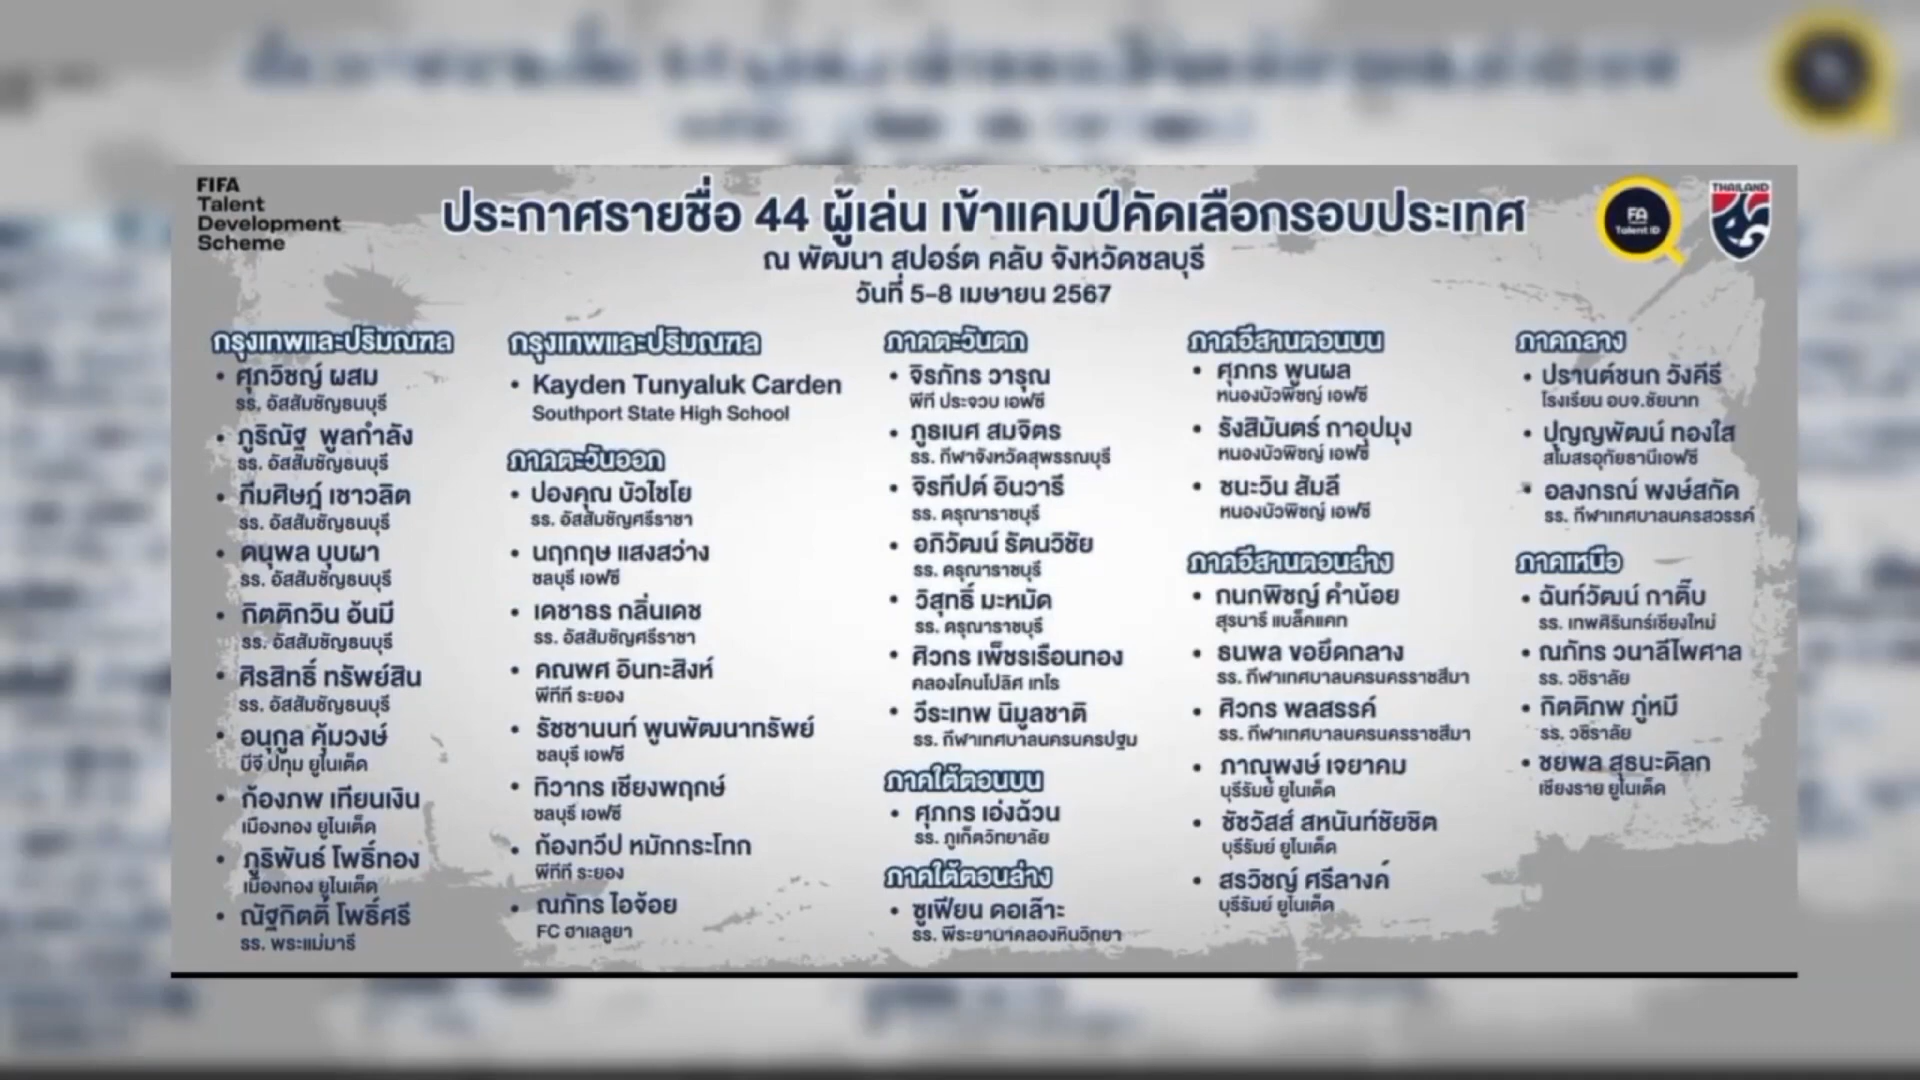 FIFA
Talent
Development
Scheme
ประกาศรายชื่อ 44 ผู้เล่น เข้าแคมป์คัดเลือกรอบประเทศ
ณ พัฒนา สปอร์ต คลับ จังหวัดชลบุรี
วันที่ 5-8 เมษายน 2567
FA
Talent ID
THAILAND
กรุงเทพและปริมณฑล
• ศุภวิชญ์ ผสม
รร. อัสสัมชัญธนบุรี
• ภูริณัฐ พูลกำลัง
รร. อัสสัมชัญธนบุรี
• ภีมศิษฎ์ เชาวลิต
รร. อัสสัมชัญธนบุรี
• ดนุพล บุบผา
รร. อัสสัมชัญธนบุรี
• กิตติกวิน อ้นมี
รร. อัสสัมชัญธนบุรี
• ศิรสิทธิ์ ทรัพย์สิน
รร. อัสสัมชัญธนบุรี
• อนุกูล คุ้มวงษ์
บีจี ปทุม ยูไนเต็ด
• ก้องภพ เทียนเงิน
เมืองทอง ยูไนเต็ด
• ภูริพันธ์ โพธิ์ทอง
เมืองทอง ยูไนเต็ด
• ณัฐกิตติ์ โพธิ์ศรี
รร. พระแม่มารี
กรุงเทพและปริมณฑล
• Kayden Tunyaluk Carden
Southport State High School
ภาคตะวันออก
• ปองคุณ บัวไชโย
รร. อัสสัมชัญศรีราชา
• นฤกฤษ แสงสว่าง
ชลบุรี เอฟซี
• เดชาธร กลิ่นเดช
รร. อัสสัมชัญศรีราชา
• คณพศ อินทะสิงห์
พีทีที ระยอง
• รัชชานนท์ พูนพัฒนาทรัพย์
ชลบุรี เอฟซี
• ทิวากร เชียงพฤกษ์
ชลบุรี เอฟซี
• ก้องทวีป หมักกระโทก
พีทีที ระยอง
• ณภัทร ไอจ้อย
FC ฮาเลลูยา
ภาคตะวันตก
• จิรภัทร วารุณ
พีที ประจวบ เอฟซี
• ภูธเนศ สมจิตร
รร. กีฬาจังหวัดสุพรรณบุรี
• จิรทีปต์ อินวารี
รร. ดรุณาราชบุรี
• อภิวัฒน์ รัตนวิชัย
รร. ดรุณาราชบุรี
• วิสุทธิ์ มะหมัด
รร. ดรุณาราชบุรี
• ศิวกร เพ็ชรเรือนทอง
คลองโคนโปลิศ เทโร
• วีระเทพ นิมูลชาติ
รร. กีฬาเทศบาลนครนครปฐม
ภาคใต้ตอนบน
• ศุภกร เอ่งฉ้วน
รร. ภูเก็ตวิทยาลัย
ภาคใต้ตอนล่าง
• ซูเฟียน ดอเล๊าะ
รร. พีระยานาคลองหินวิทยา
ภาคอีสานตอนบน
• ศุภกร พูนผล
หนองบัวพิชญ์ เอฟซี
• รังสิมันตร์ กาอุปมุง
หนองบัวพิชญ์ เอฟซี
• ชนะวิน สัมลี
หนองบัวพิชญ์ เอฟซี
ภาคอีสานตอนล่าง
• กนกพิชญ์ คำน้อย
สุรนารี แบล็คแคท
• ธนพล ขอยึดกลาง
รร. กีฬาเทศบาลนครนครราชสีมา
• ศิวกร พลสรรค์
รร. กีฬาเทศบาลนครนครราชสีมา
• ภาณุพงษ์ เจยาคม
บุรีรัมย์ ยูไนเต็ด
• ชัชวัสส์ สหนันท์ชัยชิต
บุรีรัมย์ ยูไนเต็ด
• สรวิชญ์ ศรีลางค์
บุรีรัมย์ ยูไนเต็ด
ภาคกลาง
• ปรานต์ชนก วังคีรี
โรงเรียน อบจ.ชัยนาท
• ปุญญพัฒน์ ทองใส
สโมสรอุทัยธานีเอฟซี
• อลงกรณ์ พงษ์สกัด
รร. กีฬาเทศบาลนครสวรรค์
ภาคเหนือ
• ฉันท์วัฒน์ กาติ๊บ
รร. เทพศิรินทร์เชียงใหม่
• ณภัทร วนาลีไพศาล
รร. วชิราลัย
• กิตติภพ ภู่หมี
รร. วชิราลัย
• ชยพล สุธนะดิลก
เชียงราย ยูไนเต็ด